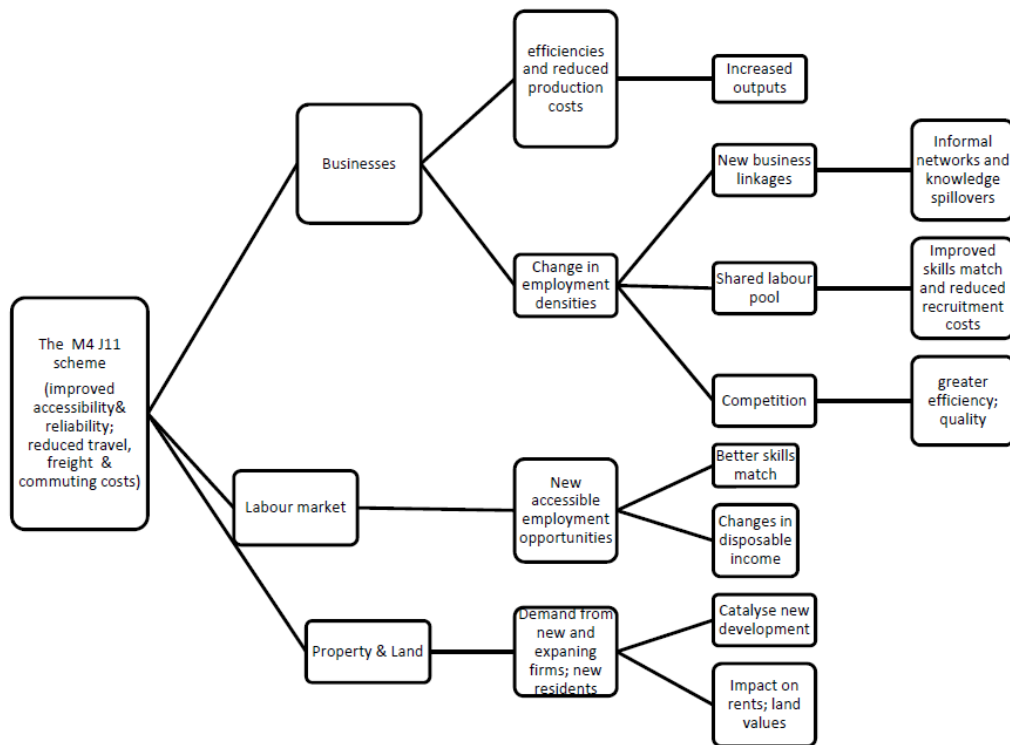 efficiencies
and reduced
production
costs
Increased
outputs
Businesses
New business
linkages
Informal
networks and
knowledge
spillovers
Change in
employment
densities
Shared labour
pool
Improved
skills match
and reduced
recruitment
costs
The  M4 J11
scheme
(improved
accessibility&
reliability;
reduced travel,
freight  &
commuting costs)
Competition
greater
efficiency;
quality
Labour market
New
accessible
employment
opportunities
Better skills
match
Changes in
disposable
income
Property & Land
Demand from
new and
expaning
firms; new
residents
Catalyse new
development
Impact on
rents; land
values